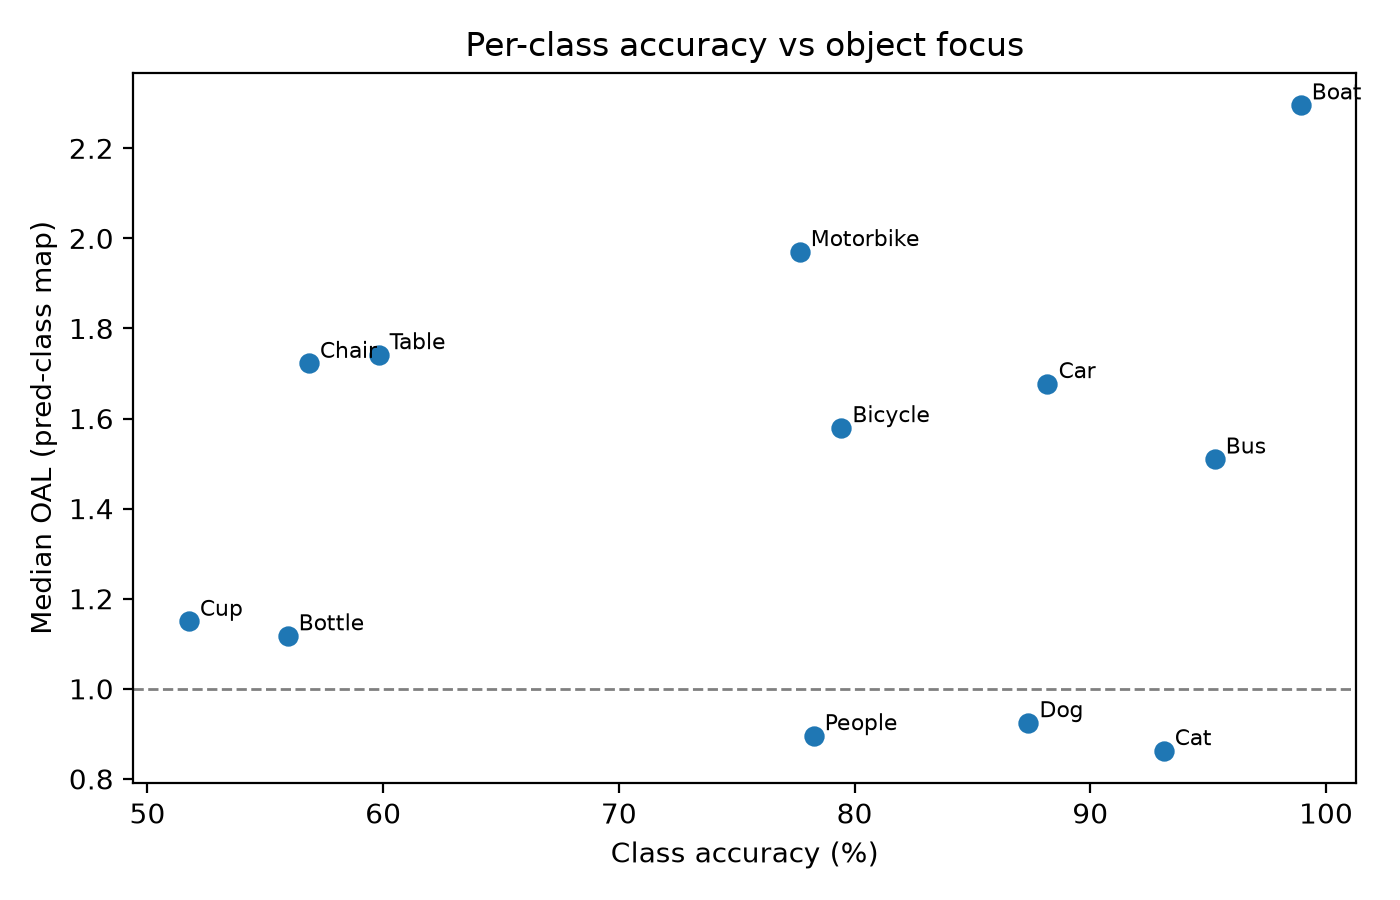 Per-class accuracy vs object focus
Boat
2.2
Motorbike
2.0
Chair
Table
1.8
Car
Bicycle
1.6
Bus
1.4
Cup
Bottle
1.2
1.0
People
Dog
Cat
0.8
Median OAL (pred-class map)
50 60 70 80 90 100
Class accuracy (%)